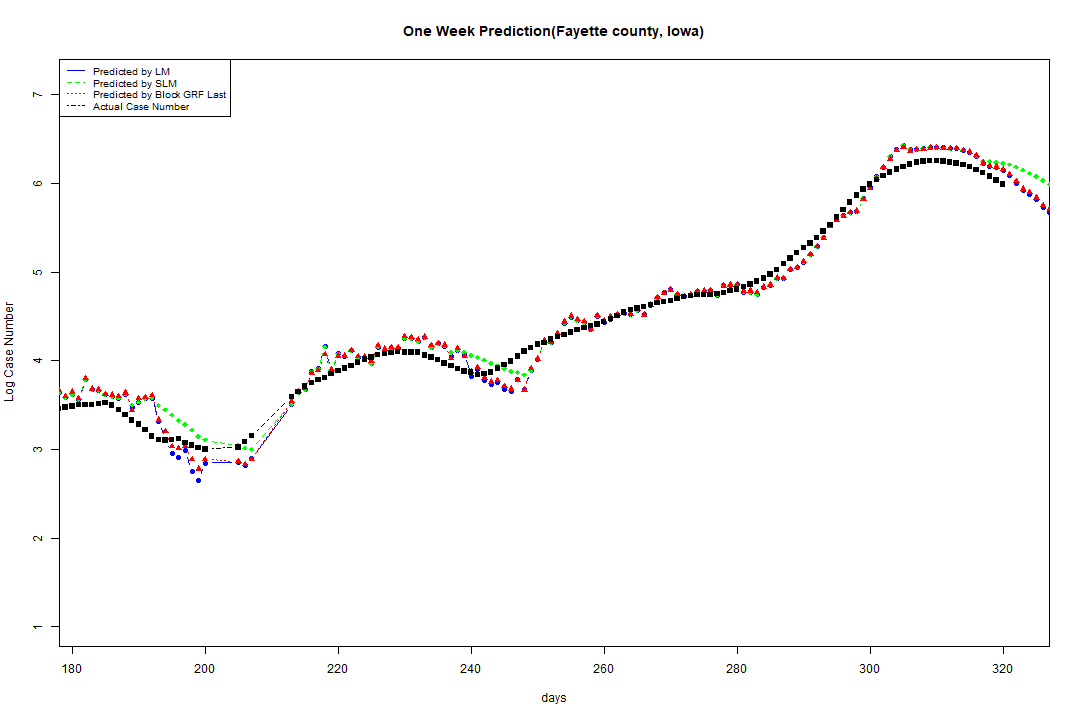 One Week Prediction(Fayette county, Iowa)
Predicted by LM
Predicted by SLM
Predicted by Block GRF Last
Actual Case Number
Log Case Number
7
6
5
4
3
2
1
180 200 220 240 260 280 300 320
days